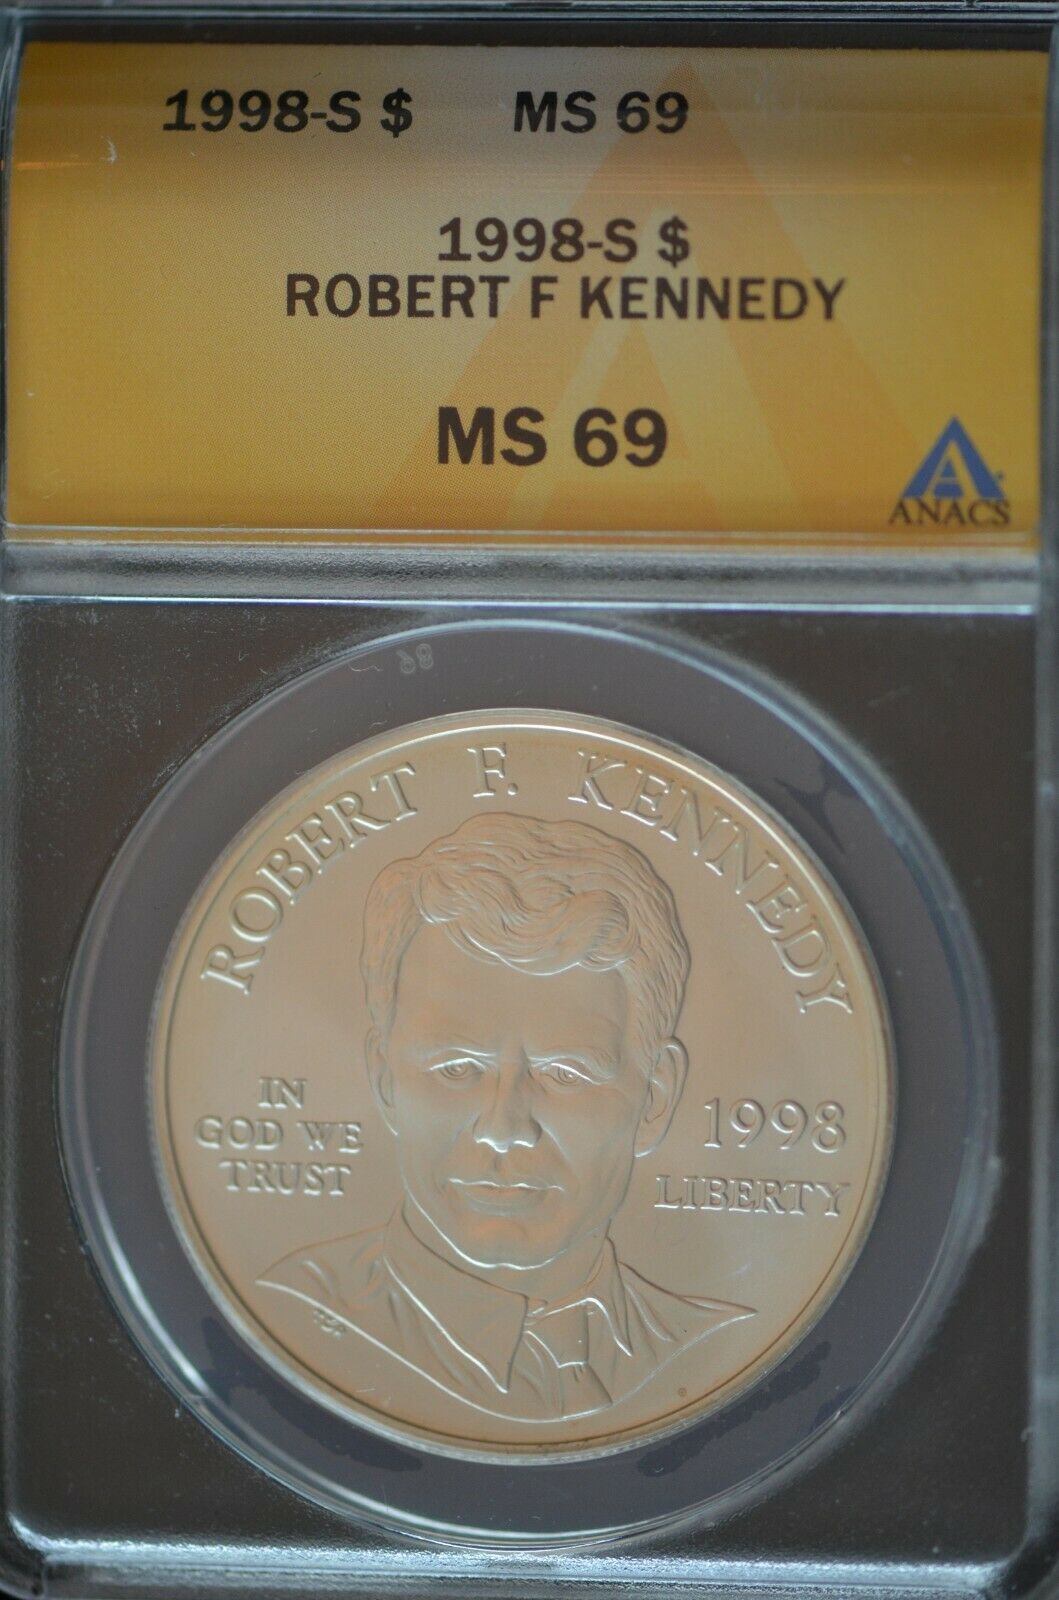 1998-S $ MS 69
1998-S $
ROBERT F KENNEDY
MS 69
ANACS
ROBERT F. KENNEDY
IN
GOD WE
TRUST
1998
LIBERTY